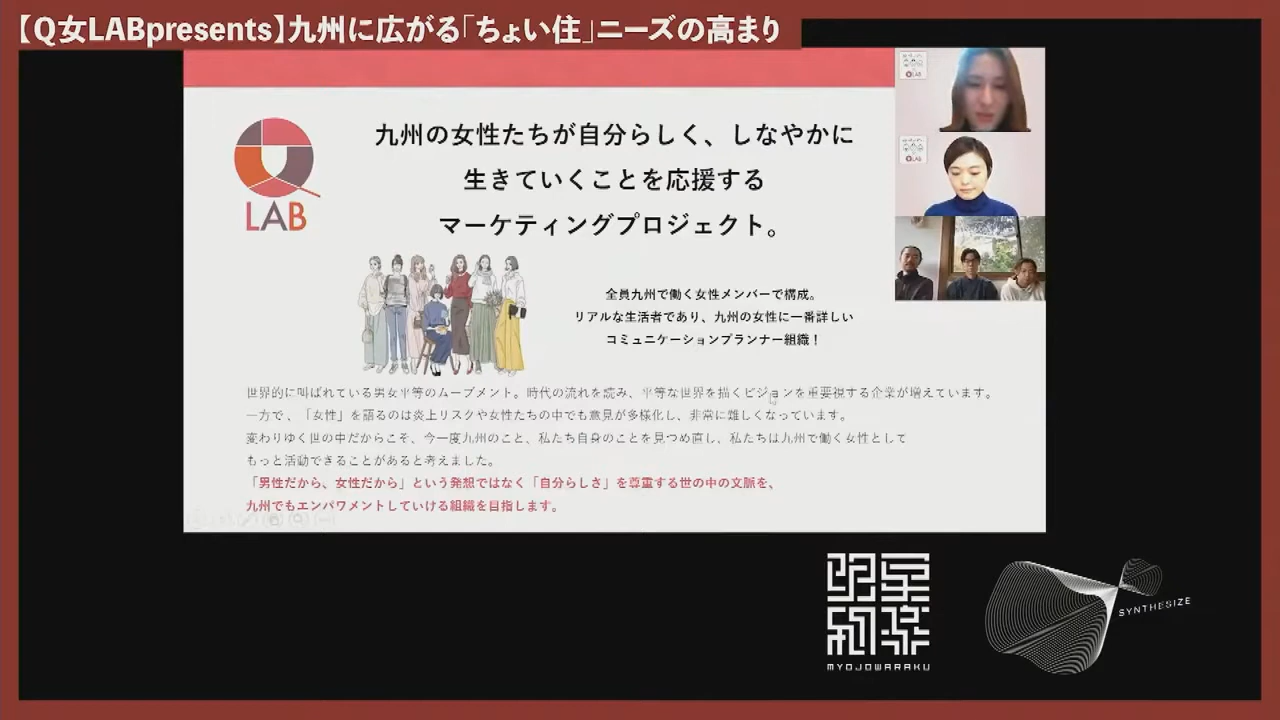 【Q女LABpresents】九州に広がる「ちょい住」ニーズの高まり
LAB
九州の女性たちが自分らしく、しなやかに
生きていくことを応援する
マーケティングプロジェクト。
全員九州で働く女性メンバーで構成。
リアルな生活者であり、九州の女性に一番詳しい
コミュニケーションプランナー組織！
世界的に叫ばれている男女平等のムーブメント。時代の流れを読み、平等な世界を描くビジョンを重要視する企業が増えています。
一方で、「女性」を語るのは炎上リスクや女性たちの中でも意見が多様化し、非常に難しくなっています。
変わりゆく世の中だからこそ、今一度九州のこと、私たち自身のことを見つめ直し、私たちは九州で働く女性として
もっと活動できることがあると考えました。
「男性だから、女性だから」という発想ではなく「自分らしさ」を尊重する世の中の文脈を、
九州でもエンパワメントしていける組織を目指します。
明星和楽
MYOJOWARAKU
SYNTHESIZE